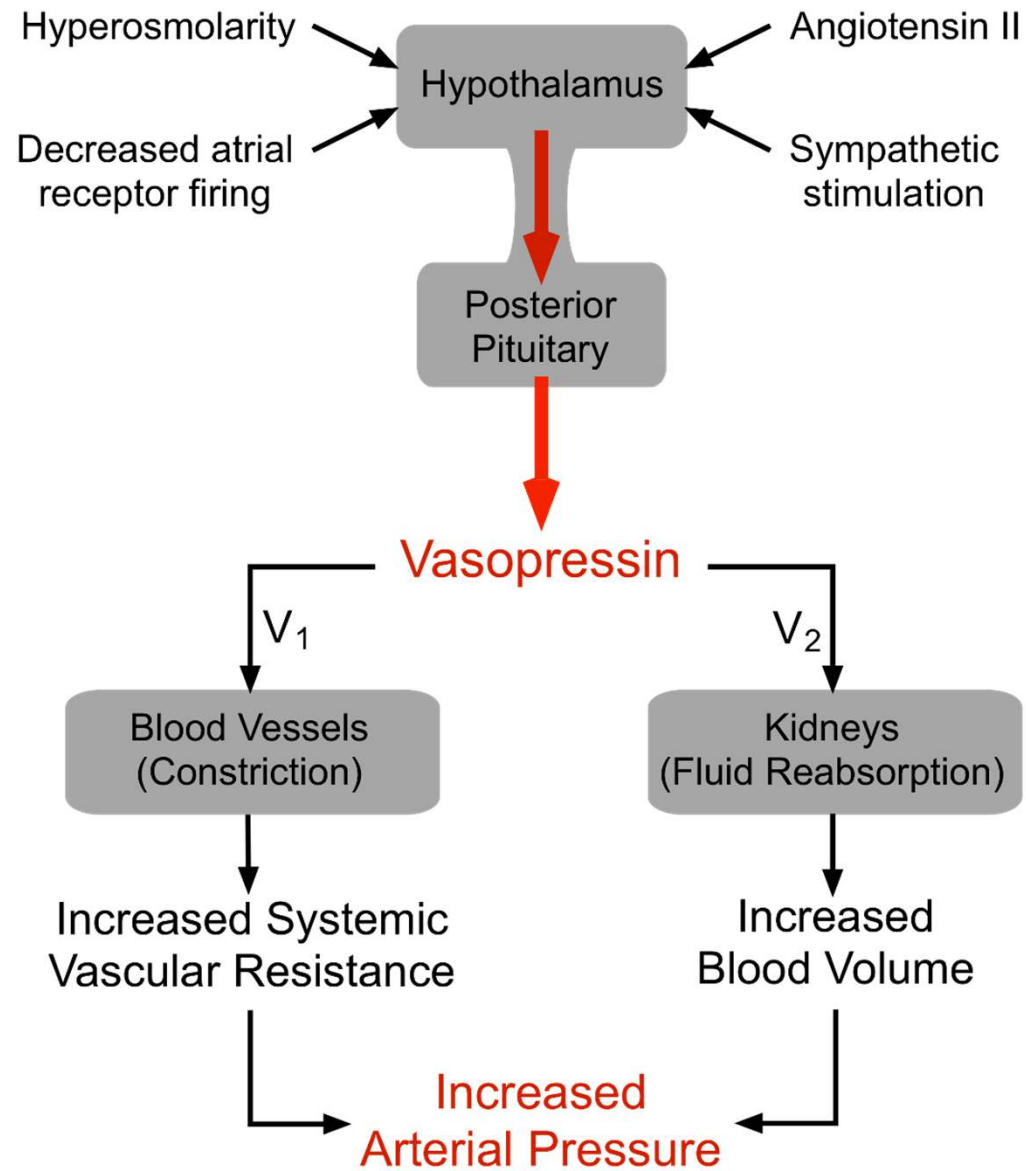 Hyperosmolarity
Angiotensin II
Hypothalamus
Decreased atrial
receptor firing
Sympathetic
stimulation
Posterior
Pituitary
Vasopressin
V₁
V₂
Blood Vessels
(Constriction)
Kidneys
(Fluid Reabsorption)
Increased Systemic
Vascular Resistance
Increased
Blood Volume
Increased
Arterial Pressure